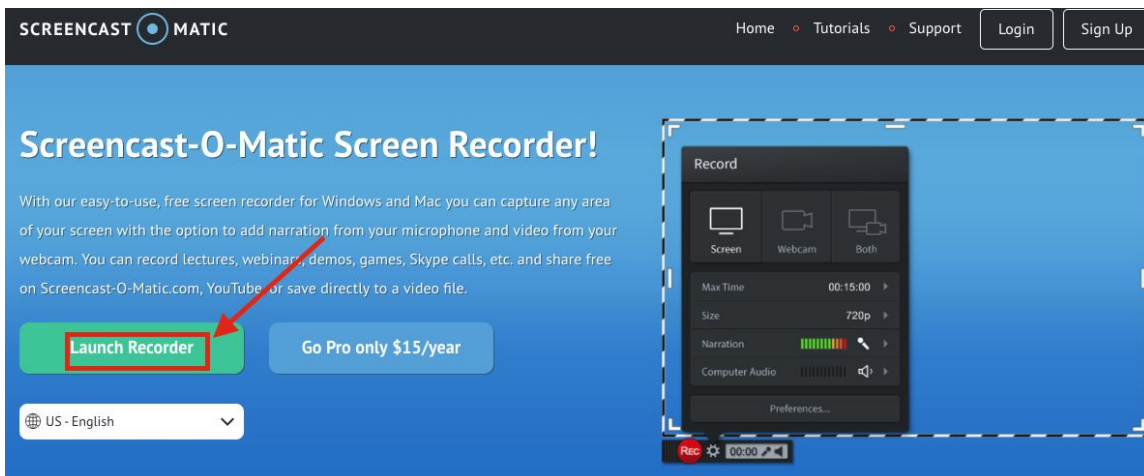 SCREENCAST MATIC
Home Tutorials Support Login Sign Up
Screencast-O-Matic Screen Recorder!
With our easy-to-use, free screen recorder for Windows and Mac you can capture any area
of your screen with the option to add narration from your microphone and video from your
webcam. You can record lectures, webinars, demos, games, Skype calls, etc. and share free
on Screencast-O-Matic.com, YouTube, or save directly to a video file.
Launch Recorder
Go Pro only $15/year
US - English
Record
Screen Webcam Both
Max Time 00:15:00
Size 720p
Narration
Computer Audio
Preferences...
REC 00:00